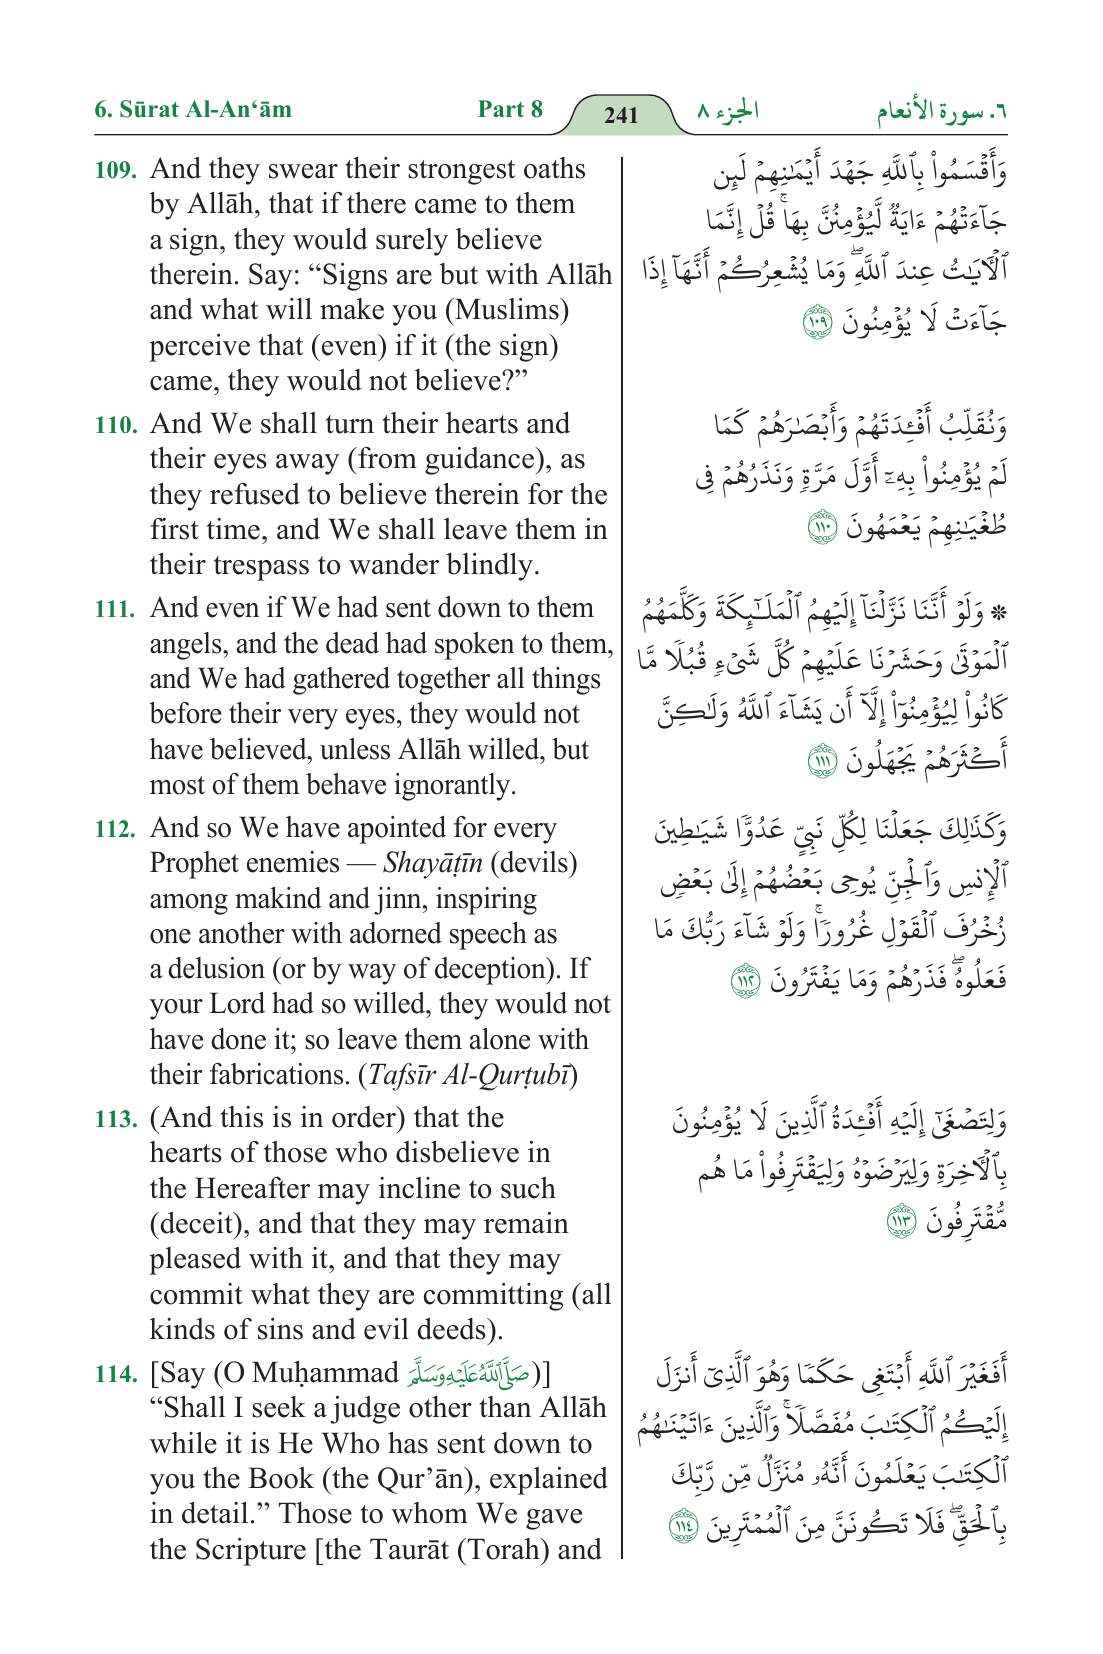 6. Sūrat Al-An‘ām Part 8 241 الجزء ٨ ٦. سورة الأنعام
109. And they swear their strongest oaths
by Allāh, that if there came to them
a sign, they would surely believe
therein. Say: “Signs are but with Allāh
and what will make you (Muslims)
perceive that (even) if it (the sign)
came, they would not believe?”
110. And We shall turn their hearts and
their eyes away (from guidance), as
they refused to believe therein for the
first time, and We shall leave them in
their trespass to wander blindly.
111. And even if We had sent down to them
angels, and the dead had spoken to them,
and We had gathered together all things
before their very eyes, they would not
have believed, unless Allāh willed, but
most of them behave ignorantly.
112. And so We have apointed for every
Prophet enemies — Shayāṭīn (devils)
among makind and jinn, inspiring
one another with adorned speech as
a delusion (or by way of deception). If
your Lord had so willed, they would not
have done it; so leave them alone with
their fabrications. (Tafsīr Al-Qurṭubī)
113. (And this is in order) that the
hearts of those who disbelieve in
the Hereafter may incline to such
(deceit), and that they may remain
pleased with it, and that they may
commit what they are committing (all
kinds of sins and evil deeds).
114. [Say (O Muḥammad صَلَّى ٱللَّهُ عَلَيْهِ وَسَلَّمَ)]
“Shall I seek a judge other than Allāh
while it is He Who has sent down to
you the Book (the Qur’ān), explained
in detail.” Those to whom We gave
the Scripture [the Taurāt (Torah) and
وَأَقْسَمُوا۟ بِٱللَّهِ جَهْدَ أَيْمَـٰنِهِمْ لَئِن
جَآءَتْهُمْ ءَايَةٌ لَّيُؤْمِنُنَّ بِهَا ۚ قُلْ إِنَّمَا
ٱلْـَٔايَـٰتُ عِندَ ٱللَّهِ ۖ وَمَا يُشْعِرُكُمْ أَنَّهَآ إِذَا
جَآءَتْ لَا يُؤْمِنُونَ ١٠٩
وَنُقَلِّبُ أَفْـِٔدَتَهُمْ وَأَبْصَـٰرَهُمْ كَمَا
لَمْ يُؤْمِنُوا۟ بِهِۦٓ أَوَّلَ مَرَّةٍ وَنَذَرُهُمْ فِى
طُغْيَـٰنِهِمْ يَعْمَهُونَ ١١٠
۞ وَلَوْ أَنَّنَا نَزَّلْنَآ إِلَيْهِمُ ٱلْمَلَـٰٓئِكَةَ وَكَلَّمَهُمُ
ٱلْمَوْتَىٰ وَحَشَرْنَا عَلَيْهِمْ كُلَّ شَىْءٍ قُبُلًا مَّا
كَانُوا۟ لِيُؤْمِنُوٓا۟ إِلَّآ أَن يَشَآءَ ٱللَّهُ وَلَـٰكِنَّ
أَكْثَرَهُمْ يَجْهَلُونَ ١١١
وَكَذَٰلِكَ جَعَلْنَا لِكُلِّ نَبِىٍّ عَدُوًّا شَيَـٰطِينَ
ٱلْإِنسِ وَٱلْجِنِّ يُوحِى بَعْضُهُمْ إِلَىٰ بَعْضٍ
زُخْرُفَ ٱلْقَوْلِ غُرُورًا ۚ وَلَوْ شَآءَ رَبُّكَ مَا
فَعَلُوهُ ۖ فَذَرْهُمْ وَمَا يَفْتَرُونَ ١١٢
وَلِتَصْغَىٰٓ إِلَيْهِ أَفْـِٔدَةُ ٱلَّذِينَ لَا يُؤْمِنُونَ
بِٱلْـَٔاخِرَةِ وَلِيَرْضَوْهُ وَلِيَقْتَرِفُوا۟ مَا هُم
مُّقْتَرِفُونَ ١١٣
أَفَغَيْرَ ٱللَّهِ أَبْتَغِى حَكَمًا وَهُوَ ٱلَّذِىٓ أَنزَلَ
إِلَيْكُمُ ٱلْكِتَـٰبَ مُفَصَّلًا ۚ وَٱلَّذِينَ ءَاتَيْنَـٰهُمُ
ٱلْكِتَـٰبَ يَعْلَمُونَ أَنَّهُۥ مُنَزَّلٌ مِّن رَّبِّكَ
بِٱلْحَقِّ ۖ فَلَا تَكُونَنَّ مِنَ ٱلْمُمْتَرِينَ ١١٤